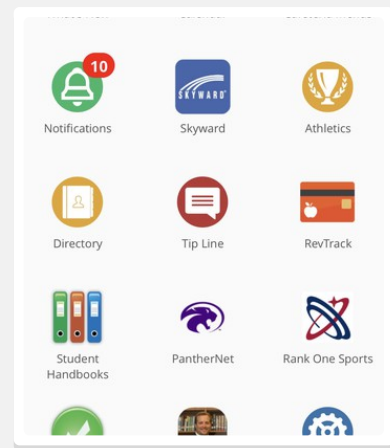 10
Notifications
SKYWARD
Skyward
Athletics
Directory
Tip Line
RevTrack
Student
Handbooks
PantherNet
Rank One Sports